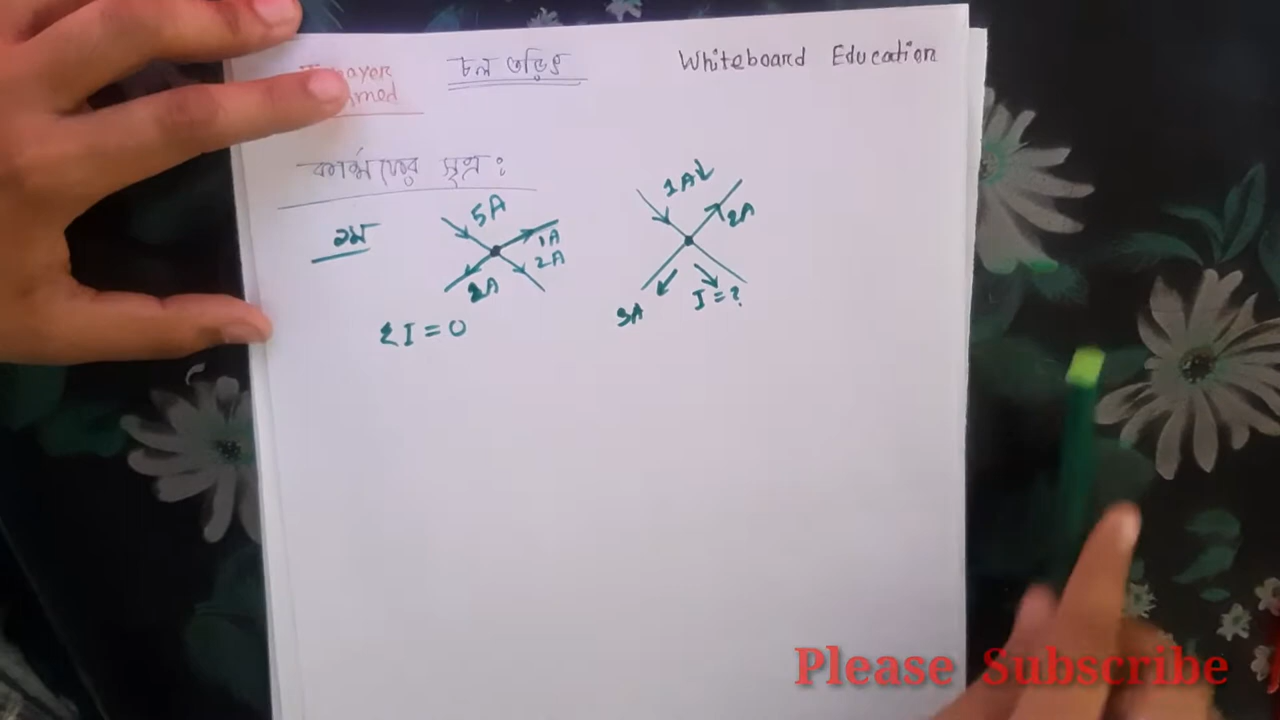 চল তড়িৎ
Whiteboard Education
কার্শফের সূত্র :
১ম
5A
1A
2A
2A
ΣI = 0
1A↓
2A
3A
I = ?
Please Subscribe